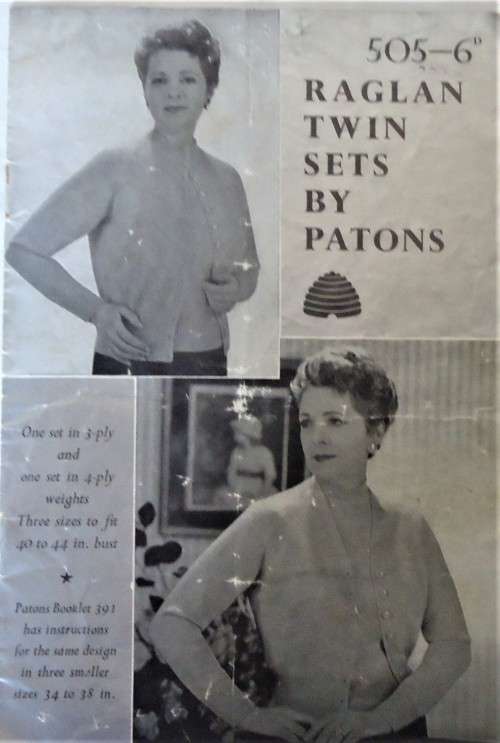 505-6ᴰ
RAGLAN
TWIN
SETS
BY
PATONS
One set in 3-ply
and
one set in 4-ply
weights
Three sizes to fit
40 to 44 in. bust
★
Patons Booklet 391
has instructions
for the same design
in three smaller
sizes 34 to 38 in.